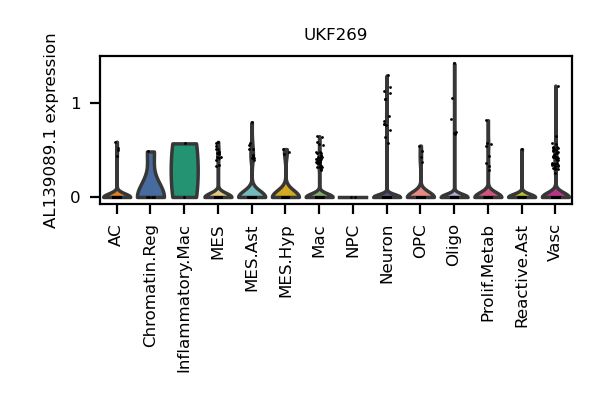 UKF269
AL139089.1 expression
1
0
AC
Chromatin.Reg
Inflammatory.Mac
MES
MES.Ast
MES.Hyp
Mac
NPC
Neuron
OPC
Oligo
Prolif.Metab
Reactive.Ast
Vasc